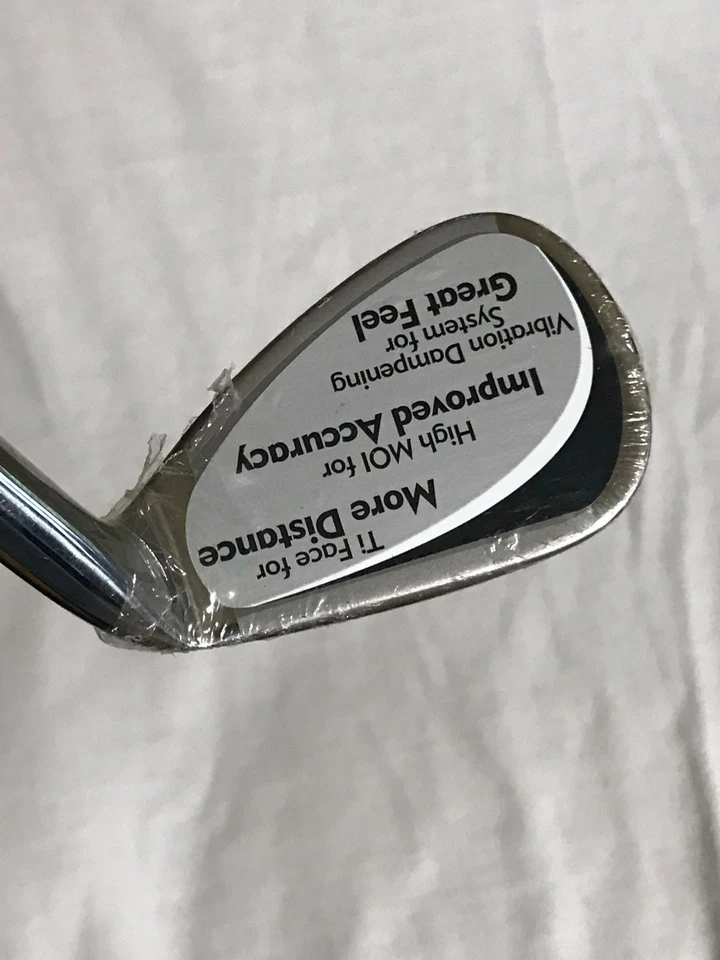 Ti Face for
More Distance
High MOI for
Improved Accuracy
Vibration Dampening
System for
Great Feel